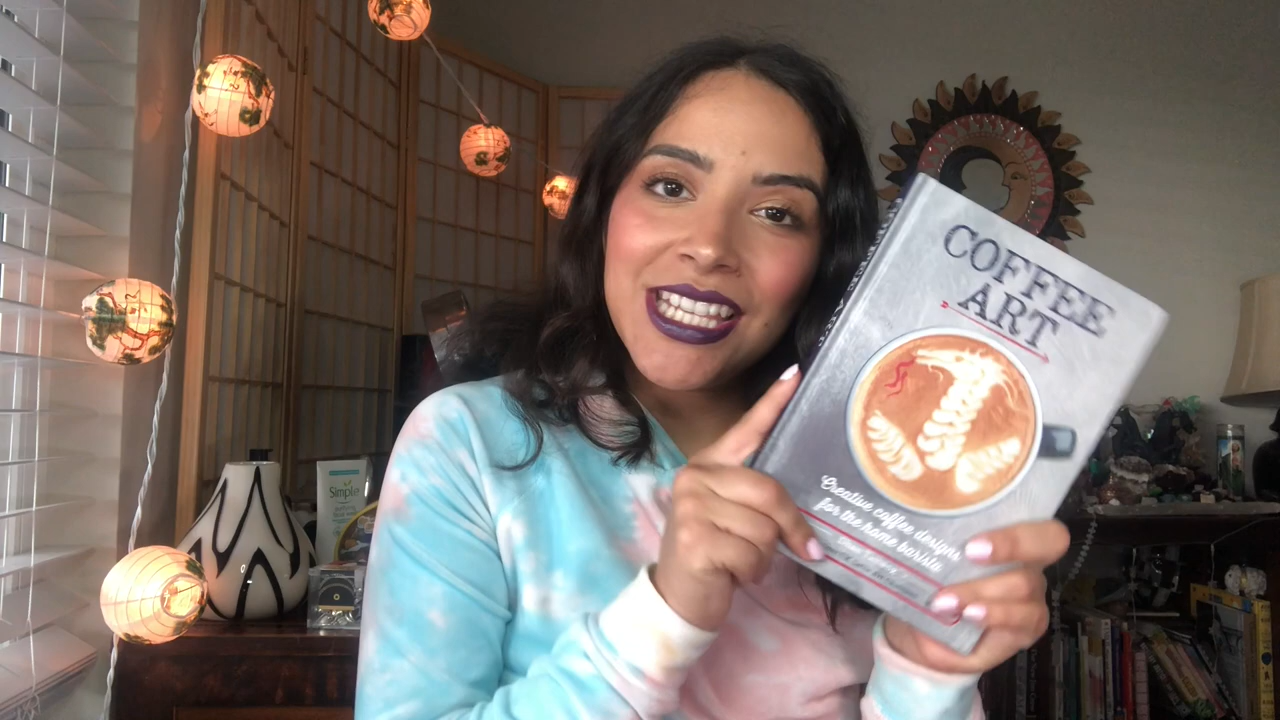 COFFEE
ART
Creative coffee designs
for the home barista
Simple